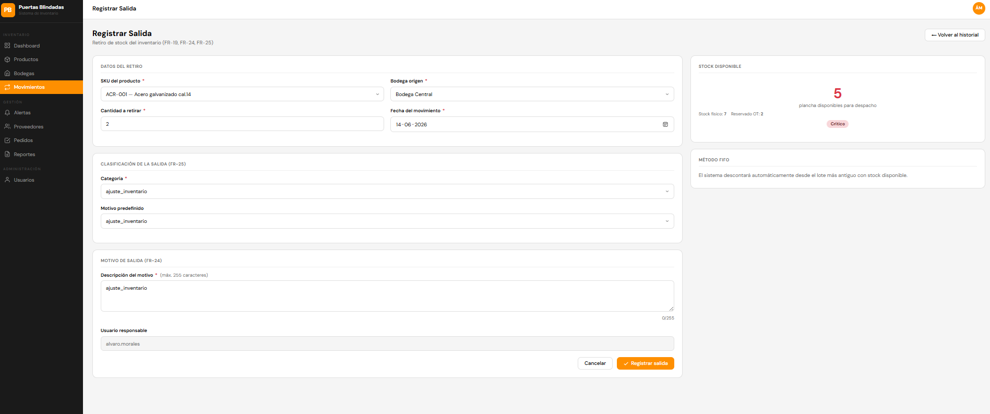 PB
Puertas Blindadas
Sistema de Inventario
Registrar Salida
AM
INVENTARIO
Dashboard
Productos
Bodegas
Movimientos
GESTIÓN
Alertas
Proveedores
Pedidos
Reportes
ADMINISTRACIÓN
Usuarios
Registrar Salida
Retiro de stock del inventario (FR-19, FR-24, FR-25)
← Volver al historial
DATOS DEL RETIRO
SKU del producto *
ACR-001 — Acero galvanizado cal.14
Bodega origen *
Bodega Central
Cantidad a retirar *
2
Fecha del movimiento *
14-06-2026
CLASIFICACIÓN DE LA SALIDA (FR-25)
Categoría *
ajuste_inventario
Motivo predefinido
ajuste_inventario
MOTIVO DE SALIDA (FR-24)
Descripción del motivo * (máx. 255 caracteres)
ajuste_inventario
0/255
Usuario responsable
alvaro.morales
Cancelar
✓ Registrar salida
STOCK DISPONIBLE
5
plancha disponibles para despacho
Stock físico: 7 Reservado OT: 2
Crítico
MÉTODO FIFO
El sistema descontará automáticamente desde el lote más antiguo con stock disponible.